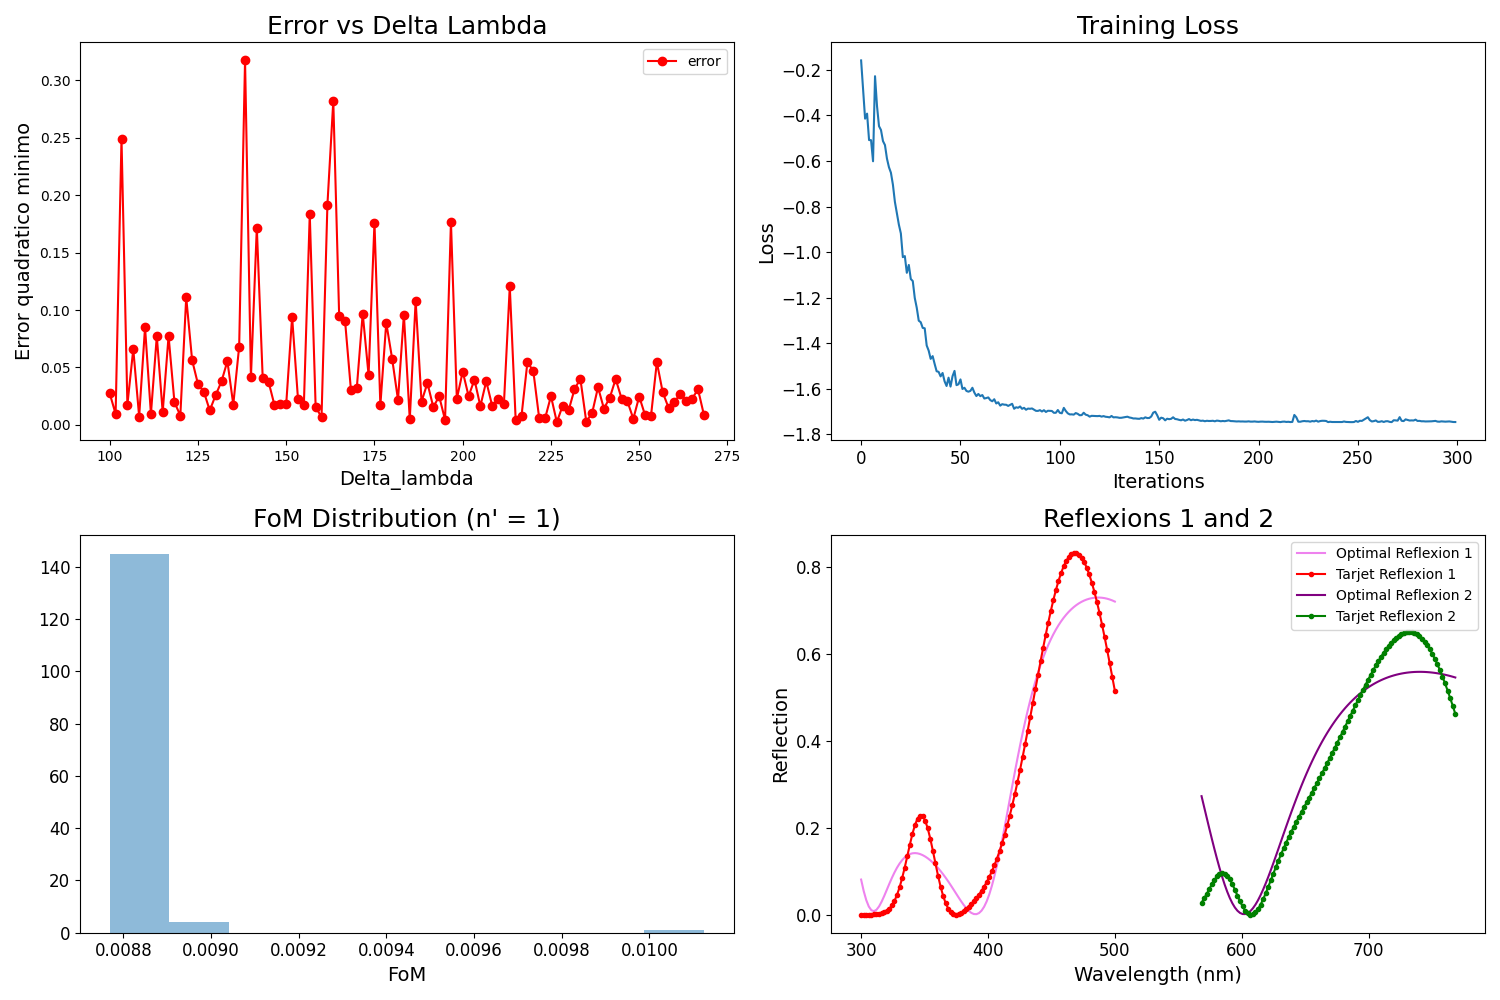 Error vs Delta Lambda
error
Error quadratico minimo
0.30
0.25
0.20
0.15
0.10
0.05
0.00
100 125 150 175 200 225 250 275
Delta_lambda
Training Loss
Loss
−0.2
−0.4
−0.6
−0.8
−1.0
−1.2
−1.4
−1.6
−1.8
0 50 100 150 200 250 300
Iterations
FoM Distribution (n' = 1)
140
120
100
80
60
40
20
0
0.0088 0.0090 0.0092 0.0094 0.0096 0.0098 0.0100
FoM
Reflexions 1 and 2
Optimal Reflexion 1
Tarjet Reflexion 1
Optimal Reflexion 2
Tarjet Reflexion 2
Reflection
0.8
0.6
0.4
0.2
0.0
300 400 500 600 700
Wavelength (nm)